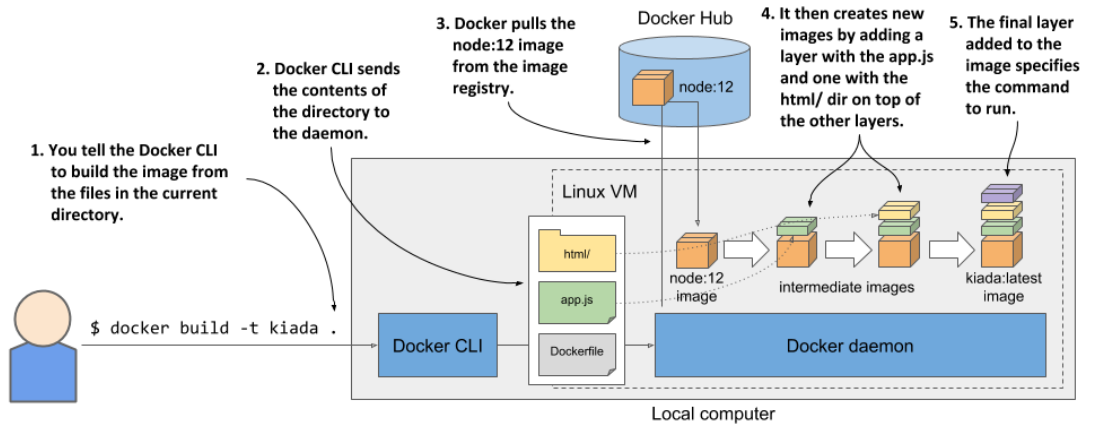 1. You tell the Docker CLI
to build the image from
the files in the current
directory.
2. Docker CLI sends
the contents of
the directory to
the daemon.
3. Docker pulls the
node:12 image
from the image
registry.
Docker Hub
node:12
4. It then creates new
images by adding a
layer with the app.js
and one with the
html/ dir on top of
the other layers.
5. The final layer
added to the
image specifies
the command
to run.
Linux VM
html/
app.js
Dockerfile
node:12
image
intermediate images
kiada:latest
image
$ docker build -t kiada .
Docker CLI
Docker daemon
Local computer